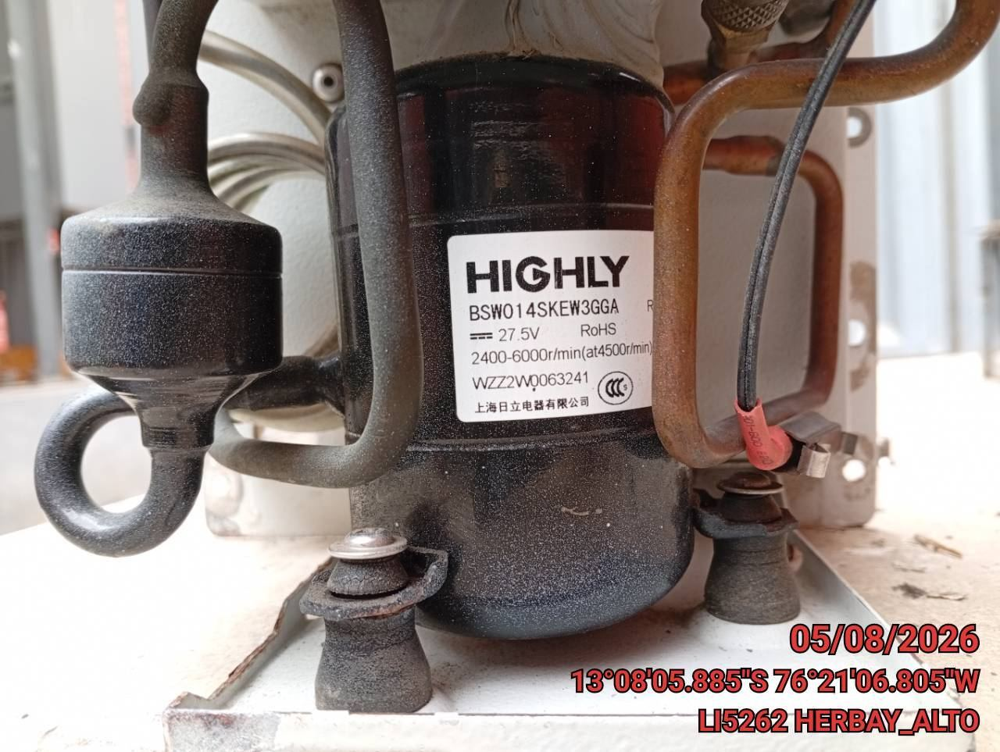 HIGHLY
BSW014SKEW3GGA R
27.5V RoHS
2400-6000r/min(at4500r/min)
WZZ2W0063241
CCC S
上海日立电器有限公司
05/08/2026
13°08'05.885"S 76°21'06.805"W
LI5262 HERBAY_ALTO